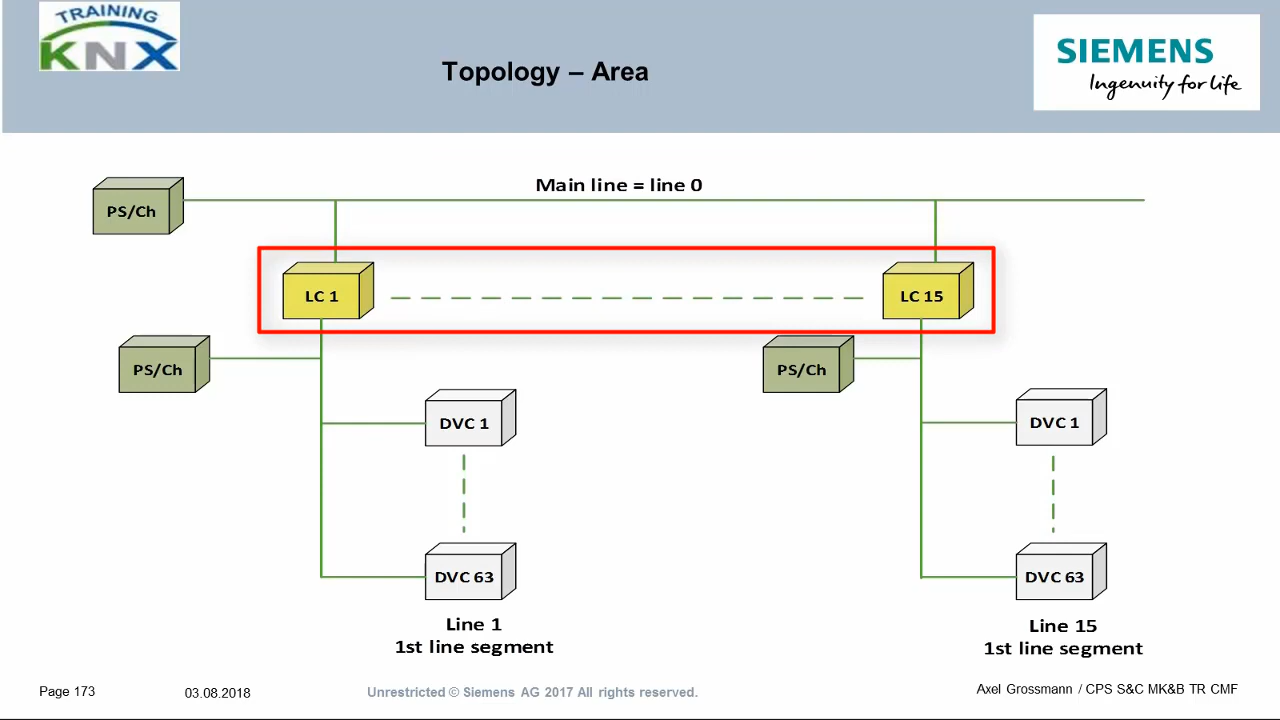 TRAINING
KNX
Topology – Area
SIEMENS
Ingenuity for life
Main line = line 0
PS/Ch
LC 1
LC 15
PS/Ch
PS/Ch
DVC 1
DVC 1
DVC 63
DVC 63
Line 1
1st line segment
Line 15
1st line segment
Page 173
03.08.2018
Unrestricted © Siemens AG 2017 All rights reserved.
Axel Grossmann / CPS S&C MK&B TR CMF